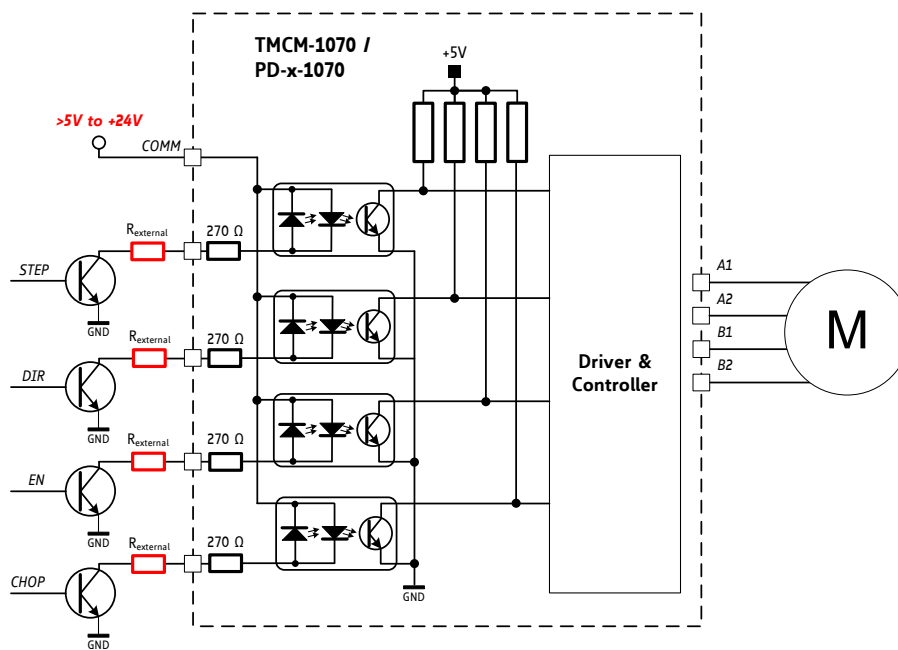 TMCM-1070 /
PD-x-1070
+5V
>5V to +24V
COMM
Rexternal
270 Ω
STEP
GND
Rexternal
270 Ω
DIR
GND
Rexternal
270 Ω
EN
GND
Rexternal
270 Ω
CHOP
GND
GND
Driver &
Controller
A1
A2
B1
B2
M